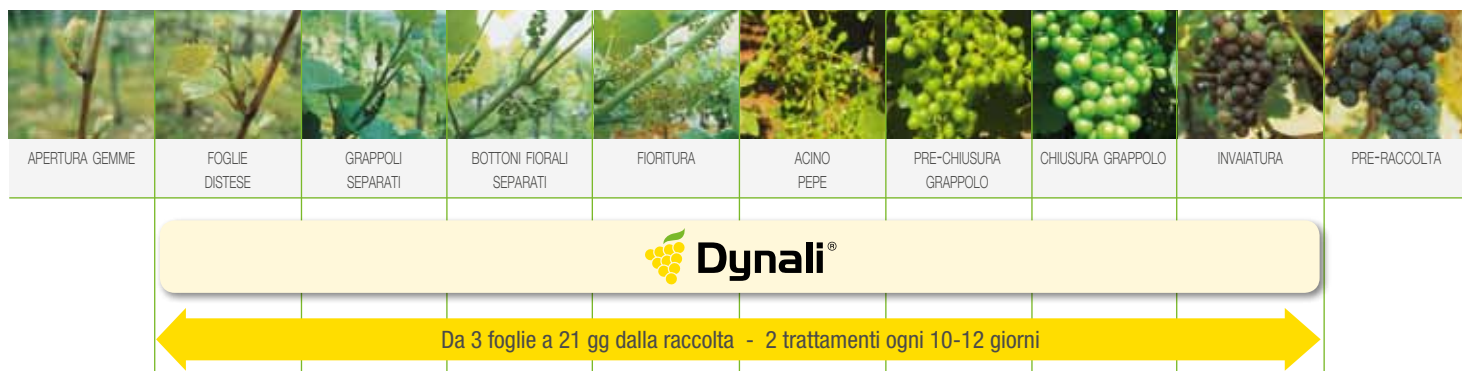 APERTURA GEMME
FOGLIE
DISTESE
GRAPPOLI
SEPARATI
BOTTONI FIORALI
SEPARATI
FIORITURA
ACINO
PEPE
PRE-CHIUSURA
GRAPPOLO
CHIUSURA GRAPPOLO
INVAIATURA
PRE-RACCOLTA
Dynali®
Da 3 foglie a 21 gg dalla raccolta - 2 trattamenti ogni 10-12 giorni